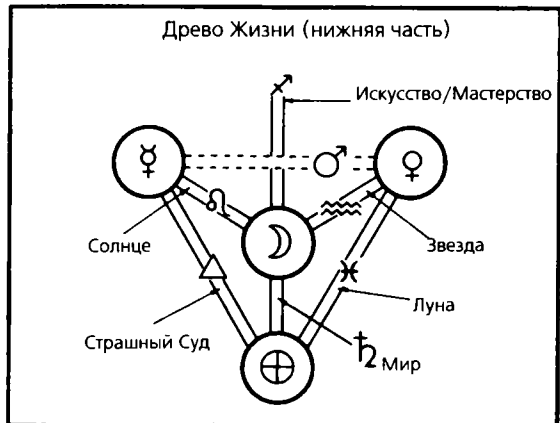 Древо Жизни (нижняя часть)
Искусство/Мастерство
Солнце
Звезда
Страшный Суд
Луна
Мир